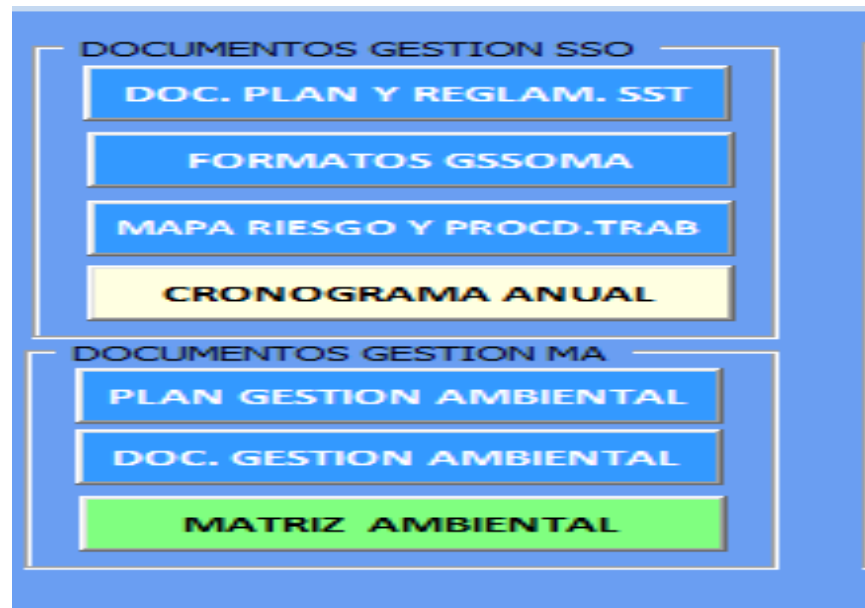 DOCUMENTOS GESTION SSO
DOC. PLAN Y REGLAM. SST
FORMATOS GSSOMA
MAPA RIESGO Y PROCD.TRAB
CRONOGRAMA ANUAL
DOCUMENTOS GESTION MA
PLAN GESTION AMBIENTAL
DOC. GESTION AMBIENTAL
MATRIZ AMBIENTAL